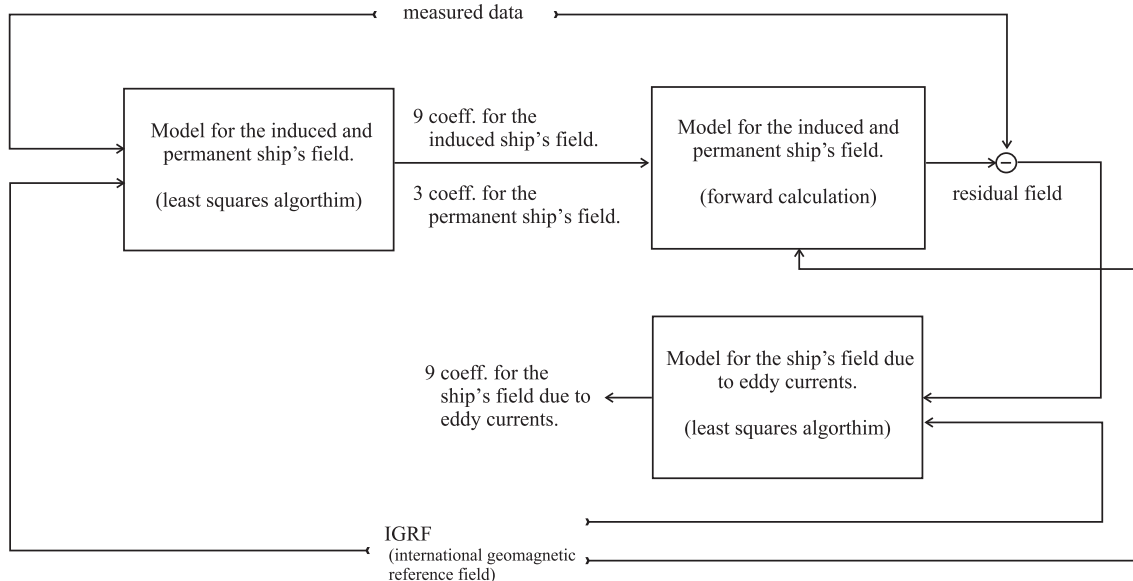 measured data
Model for the induced and
permanent ship's field.
(least squares algorthim)
9 coeff. for the
induced ship's field.
3 coeff. for the
permanent ship's field.
Model for the induced and
permanent ship's field.
(forward calculation)
residual field
9 coeff. for the
ship's field due to
eddy currents.
Model for the ship's field due
to eddy currents.
(least squares algorthim)
IGRF
(international geomagnetic
reference field)